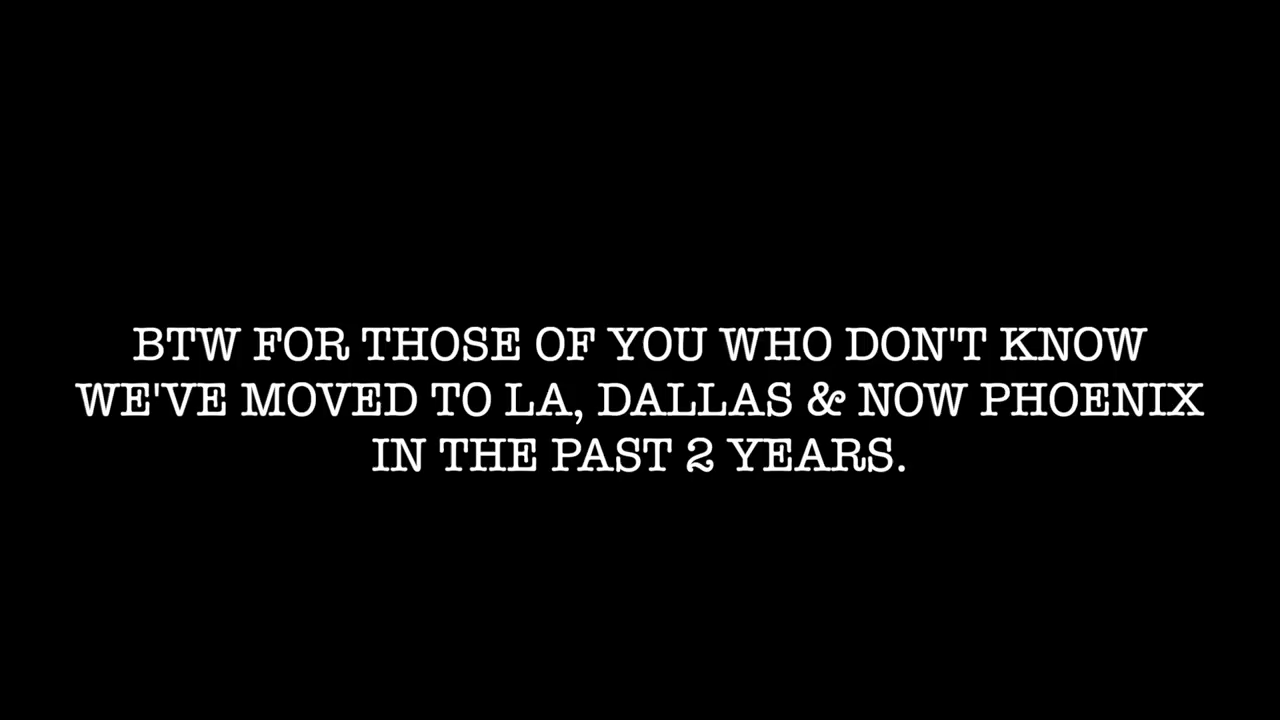 BTW FOR THOSE OF YOU WHO DON'T KNOW
WE'VE MOVED TO LA, DALLAS & NOW PHOENIX
IN THE PAST 2 YEARS.